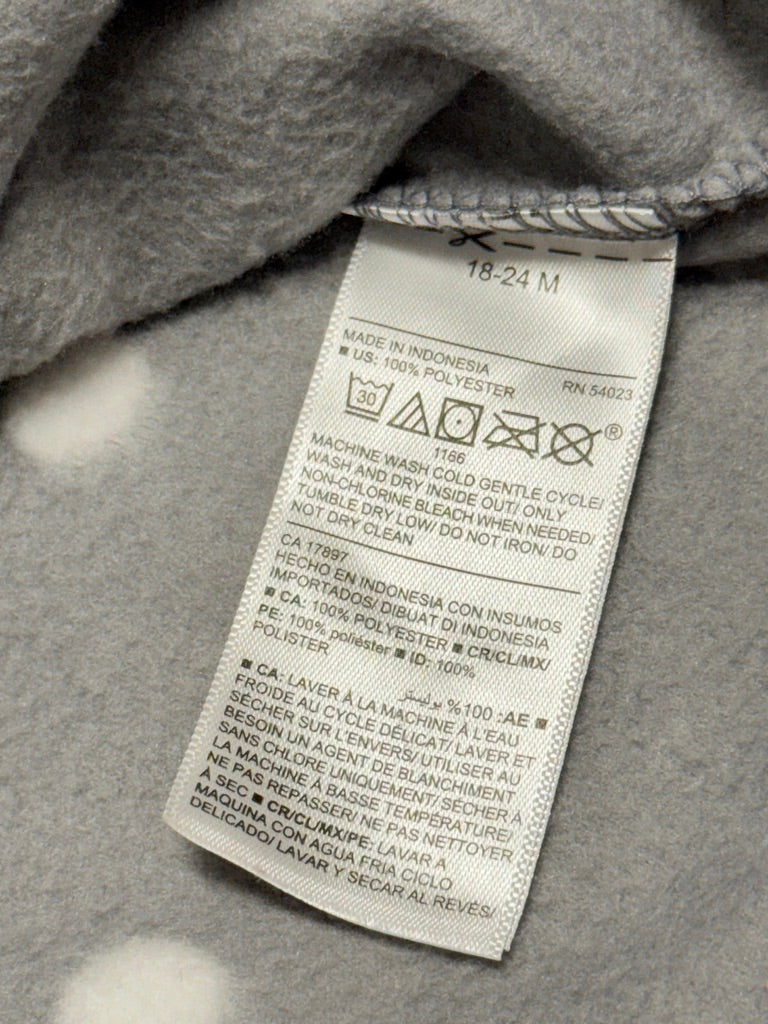 18-24 M
MADE IN INDONESIA RN 54023
■ US: 100% POLYESTER
30 ®
1166
MACHINE WASH COLD GENTLE CYCLE/
WASH AND DRY INSIDE OUT/ ONLY
NON-CHLORINE BLEACH WHEN NEEDED/
TUMBLE DRY LOW/ DO NOT IRON/ DO
NOT DRY CLEAN
CA 17897
HECHO EN INDONESIA CON INSUMOS
IMPORTADOS/ DIBUAT DI INDONESIA
■ CA: 100% POLYESTER ■ CR/CL/MX/
PE: 100% poliéster ■ ID: 100%
POLISTER
■ AE: 100% بوليستر
■ CA: LAVER À LA MACHINE À L'EAU
FROIDE AU CYCLE DÉLICAT/ LAVER ET
SÉCHER SUR L'ENVERS/ UTILISER AU
BESOIN UN AGENT DE BLANCHIMENT
SANS CHLORE UNIQUEMENT/ SÉCHER À
LA MACHINE À BASSE TEMPÉRATURE/
NE PAS REPASSER/ NE PAS NETTOYER
À SEC ■ CR/CL/MX/PE: LAVAR A
MAQUINA CON AGUA FRIA CICLO
DELICADO/ LAVAR Y SECAR AL REVÉS/